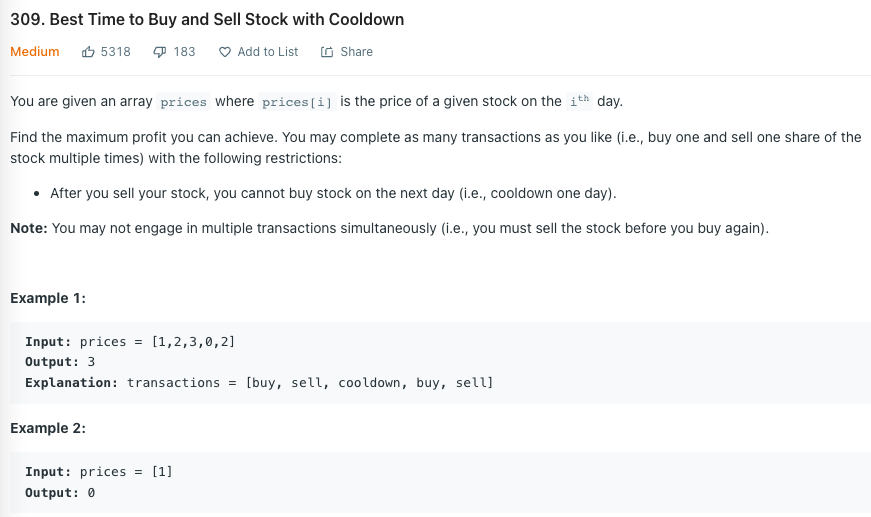 309. Best Time to Buy and Sell Stock with Cooldown
Medium 5318 183 Add to List Share
You are given an array prices where prices[i] is the price of a given stock on the ith day.
Find the maximum profit you can achieve. You may complete as many transactions as you like (i.e., buy one and sell one share of the
stock multiple times) with the following restrictions:
• After you sell your stock, you cannot buy stock on the next day (i.e., cooldown one day).
Note: You may not engage in multiple transactions simultaneously (i.e., you must sell the stock before you buy again).
Example 1:
Input: prices = [1,2,3,0,2]
Output: 3
Explanation: transactions = [buy, sell, cooldown, buy, sell]
Example 2:
Input: prices = [1]
Output: 0